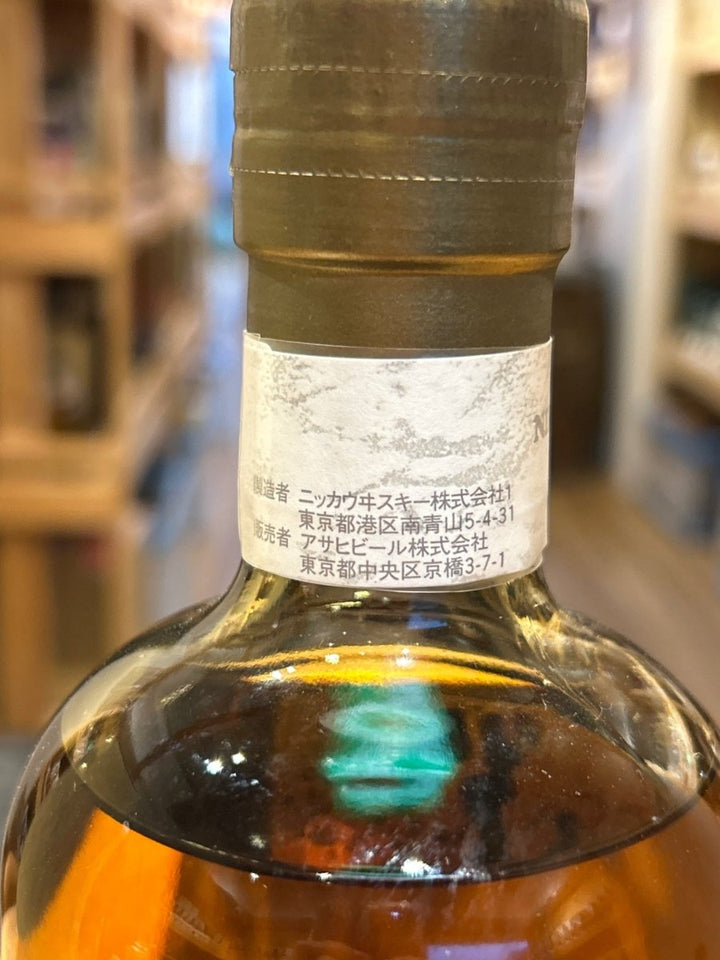 製造者 ニッカウヰスキー株式会社1
東京都港区南青山5-4-31
販売者 アサヒビール株式会社
東京都中央区京橋3-7-1